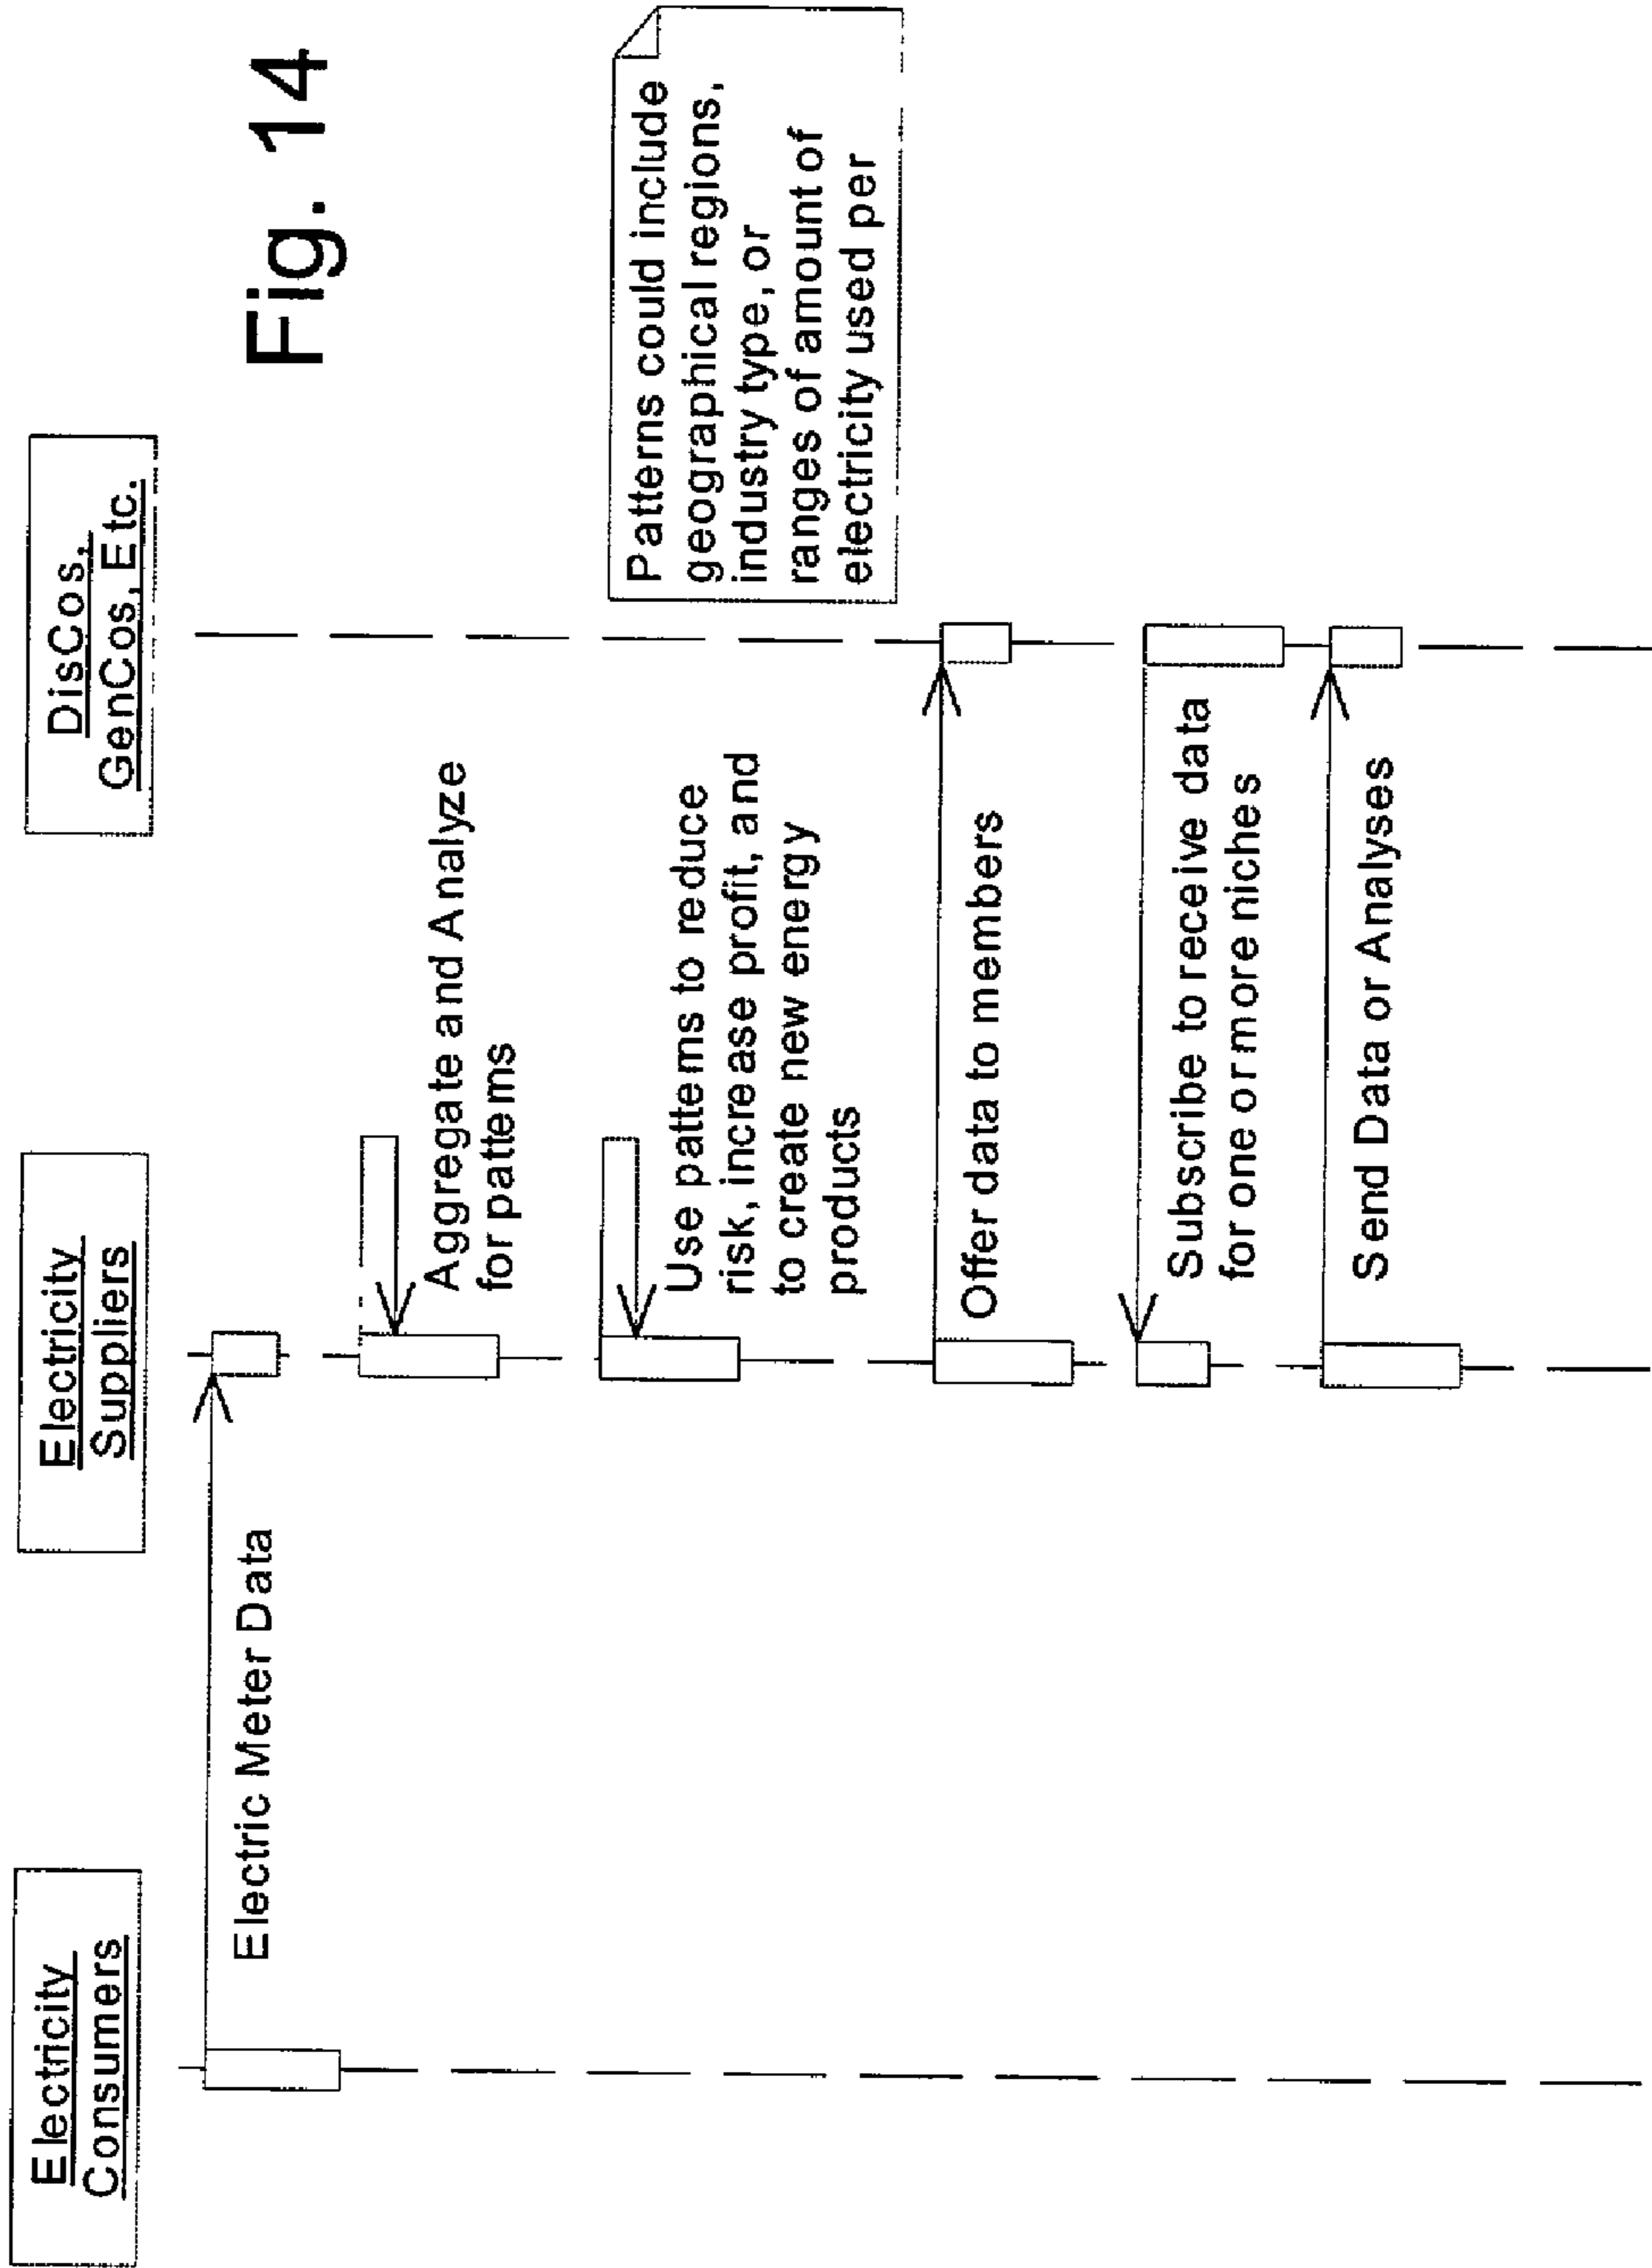 Fig. 14
Electricity
Consumers
Electricity
Suppliers
DisCos,
GenCos, Etc.
Electric Meter Data
Aggregate and Analyze
for patterns
Use patterns to reduce
risk, increase profit, and
to create new energy
products
Patterns could include
geographical regions,
industry type, or
ranges of amount of
electricity used per
Offer data to members
Subscribe to receive data
for one or more niches
Send Data or Analyses